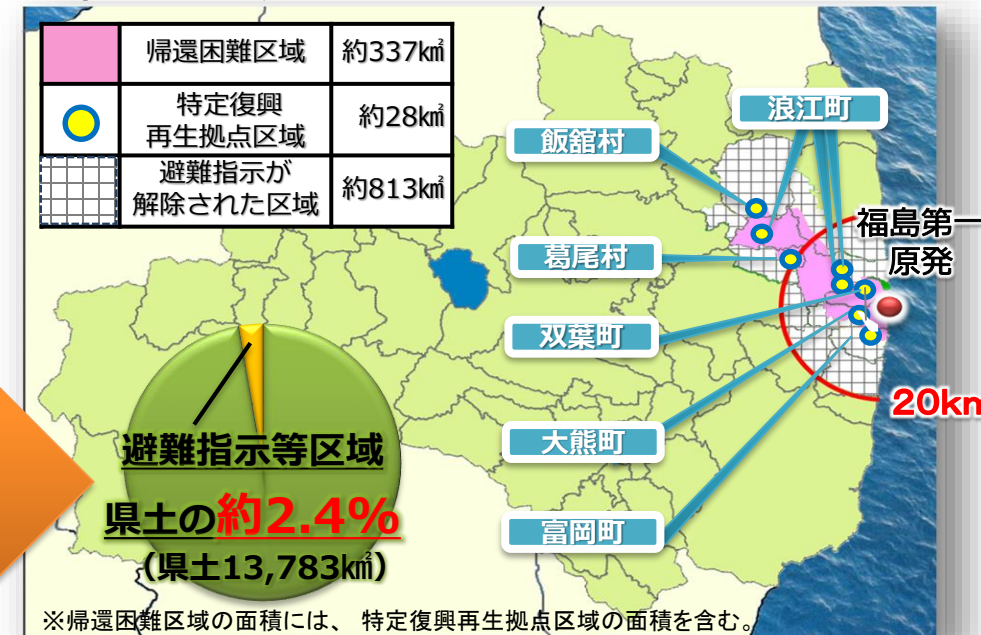 帰還困難区域 約337㎢
特定復興
再生拠点区域 約28㎢
避難指示が
解除された区域 約813㎢
浪江町
飯舘村
福島第一
原発
葛尾村
双葉町
20km
大熊町
富岡町
避難指示等区域
県土の約2.4%
（県土13,783㎢）
※帰還困難区域の面積には、 特定復興再生拠点区域の面積を含む。